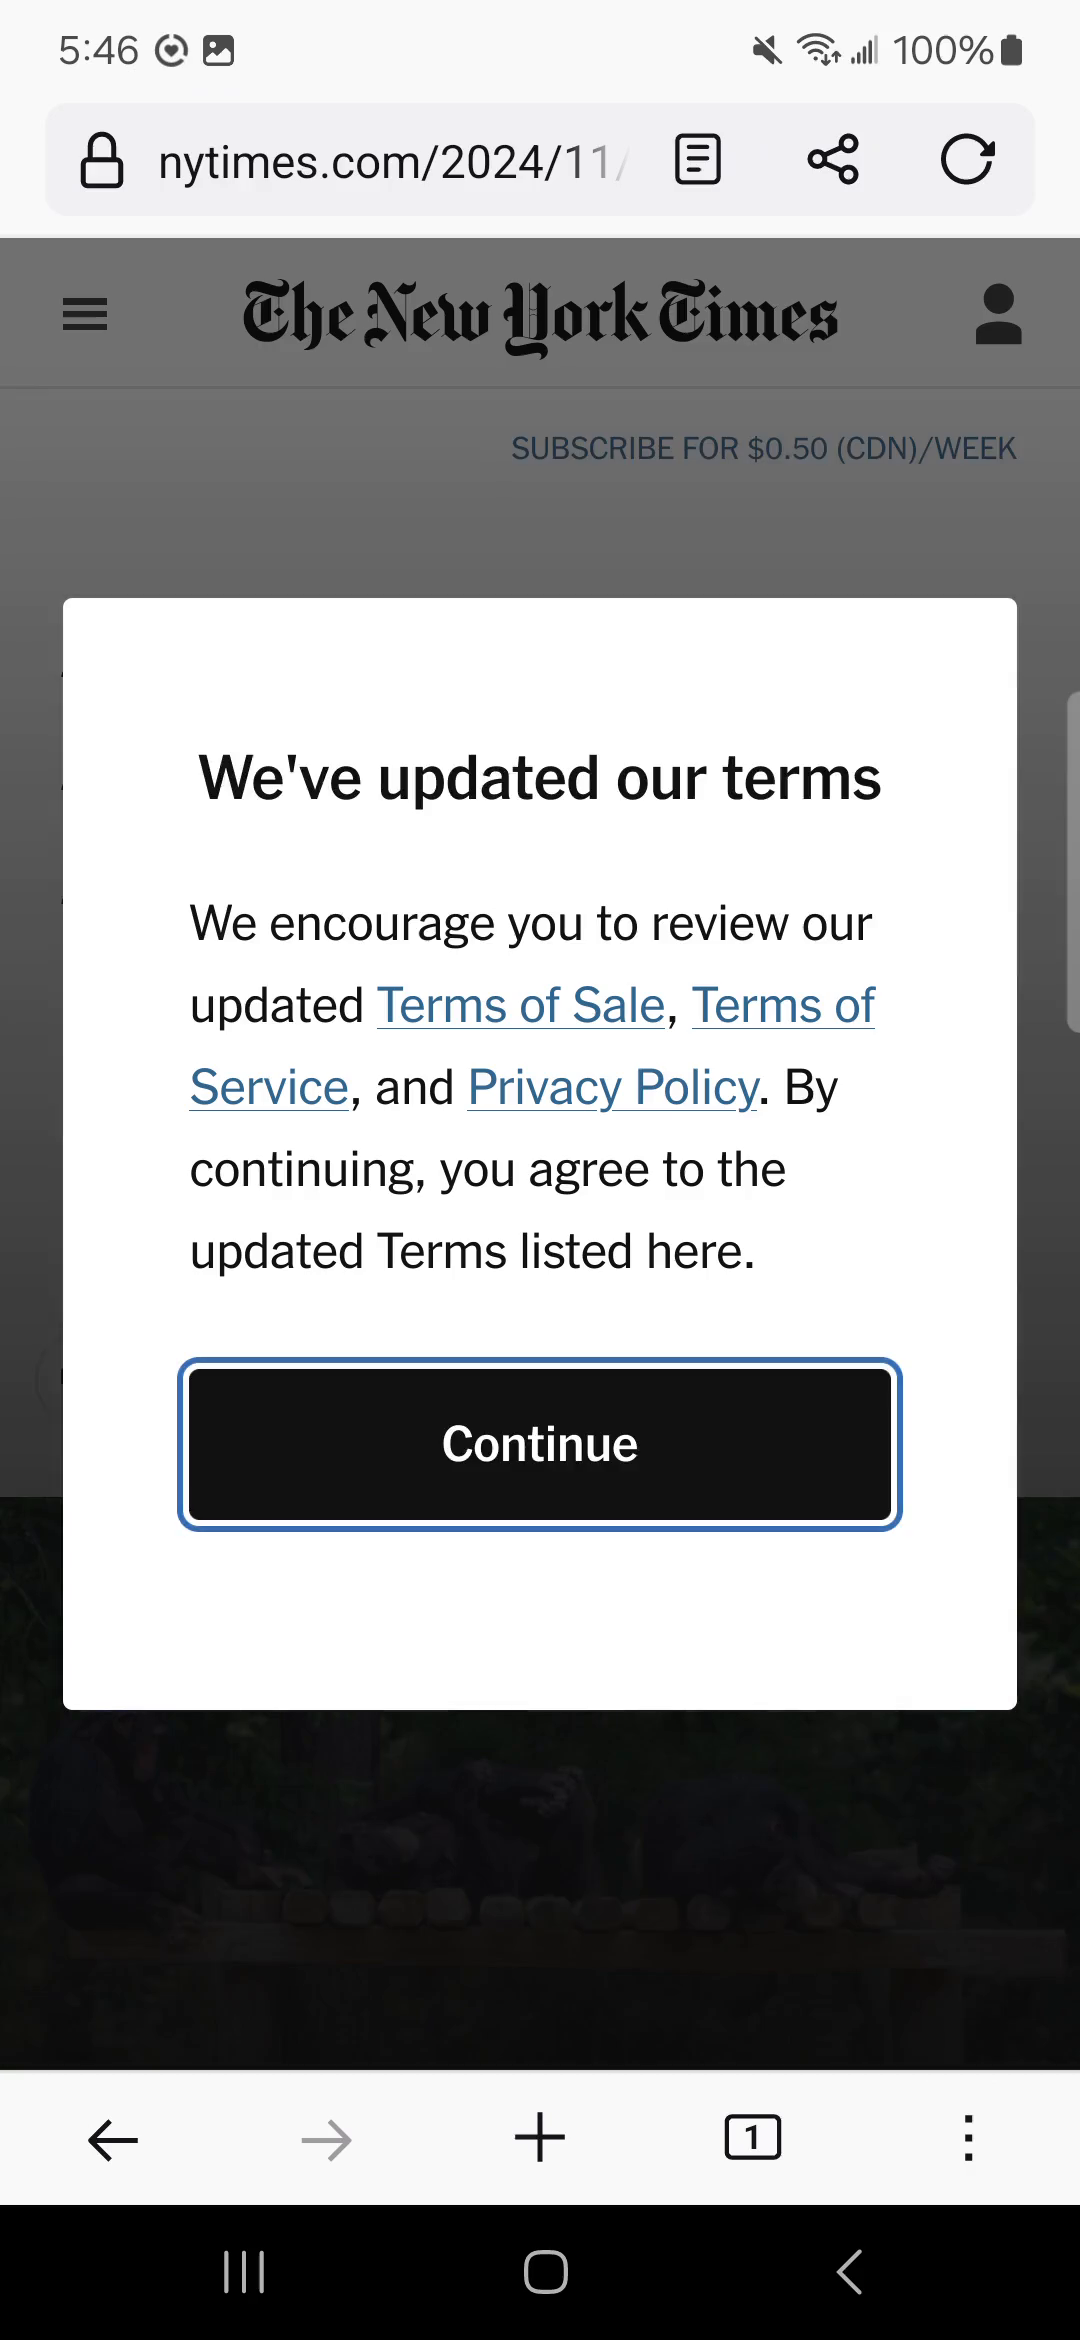 5:46
100%
nytimes.com/2024/11/
The New York Times
SUBSCRIBE FOR $0.50 (CDN)/WEEK
We've updated our terms
We encourage you to review our
updated Terms of Sale, Terms of
Service, and Privacy Policy. By
continuing, you agree to the
updated Terms listed here.
Continue
1